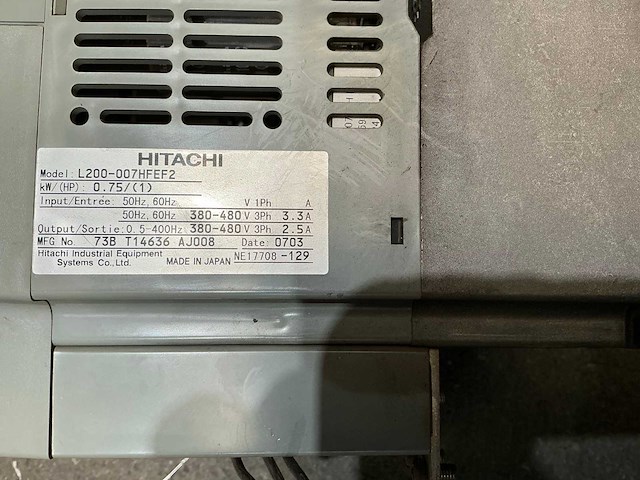 HITACHI
Model: L200-007HFEF2
kW/(HP): 0.75/(1)
Input/Entrée: 50Hz,60Hz V 1Ph A
50Hz,60Hz 380-480 V 3Ph 3.3 A
Output/Sortie: 0.5-400Hz 380-480 V 3Ph 2.5 A
MFG No. 73B T14636 AJ008 Date: 0703
Hitachi Industrial Equipment
Systems Co.,Ltd. MADE IN JAPAN NE17708 -129